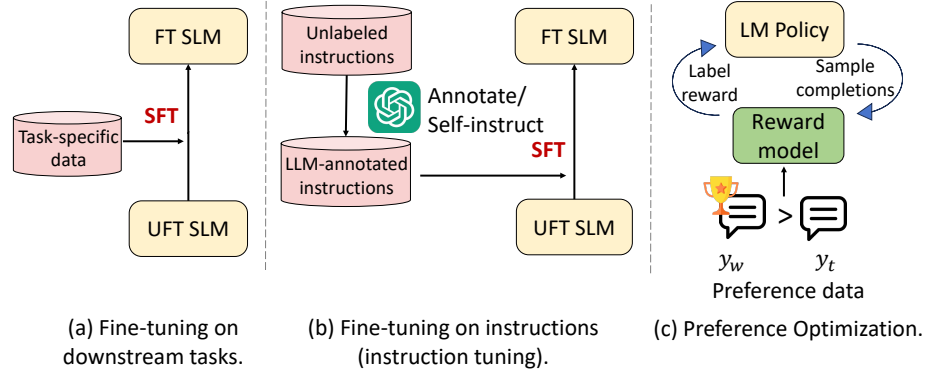 FT SLM
SFT
Task-specific
data
UFT SLM
(a) Fine-tuning on
downstream tasks.
Unlabeled
instructions
Annotate/
Self-instruct
LLM-annotated
instructions
FT SLM
SFT
UFT SLM
(b) Fine-tuning on instructions
(instruction tuning).
LM Policy
Label
reward
Sample
completions
Reward
model
>
y_w
y_t
Preference data
(c) Preference Optimization.